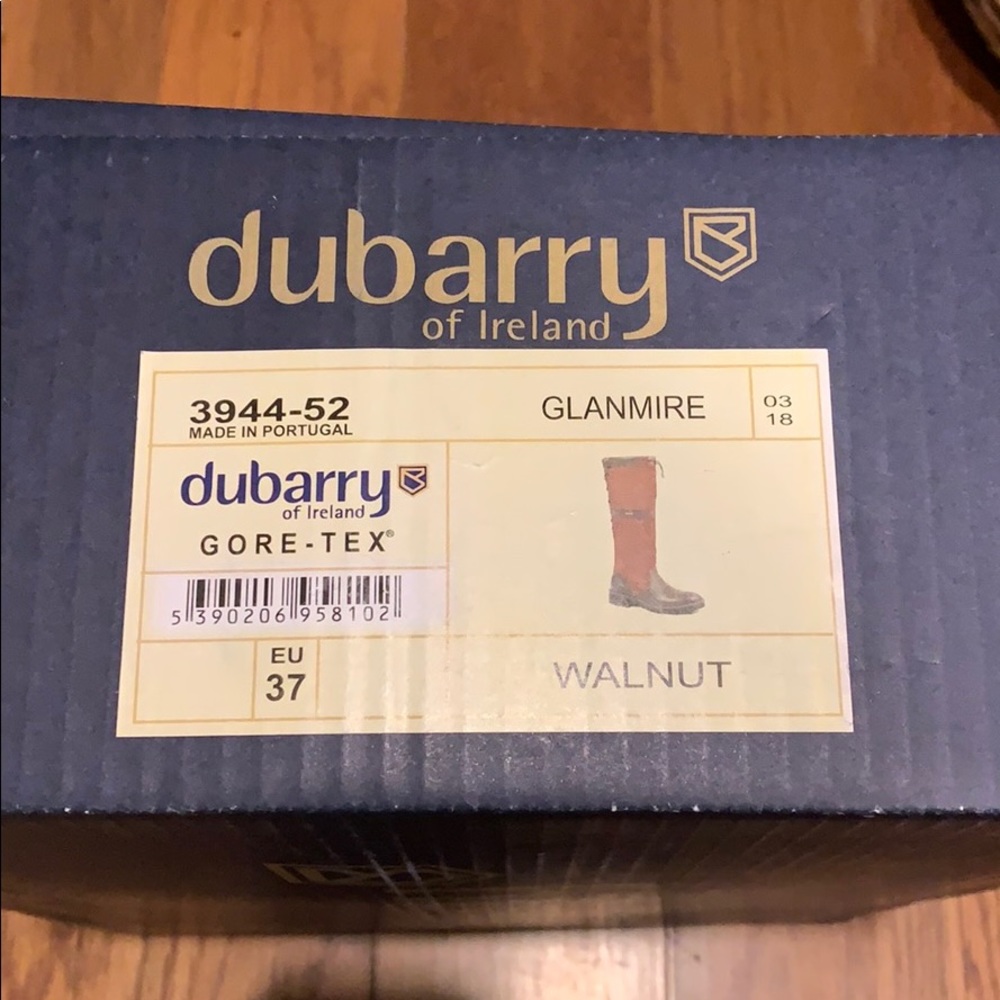 dubarry
of Ireland
3944-52
MADE IN PORTUGAL
GLANMIRE
03
18
dubarry
of Ireland
GORE-TEX®
5 390206 958102
EU
37
WALNUT